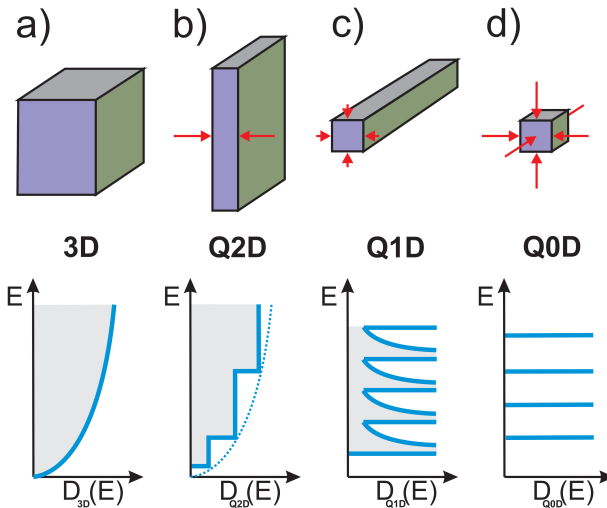 a) b) c) d)
3D Q2D Q1D Q0D
E E E E
D3D(E) DQ2D(E) DQ1D(E) DQ0D(E)